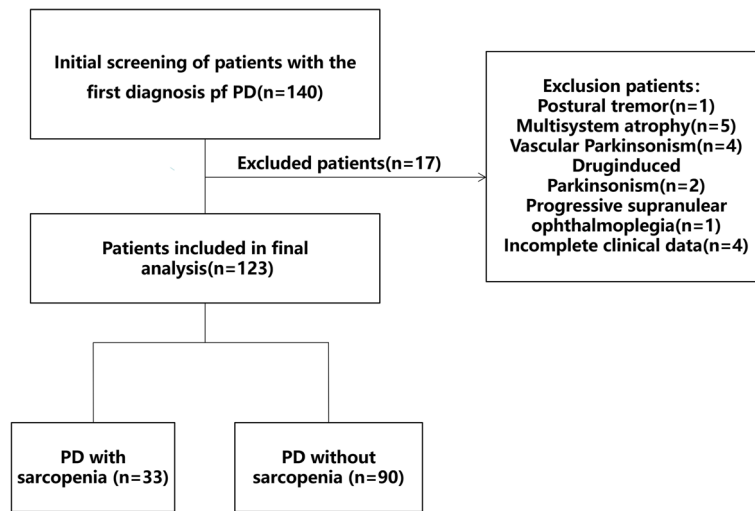 Initial screening of patients with the
first diagnosis pf PD(n=140)
Excluded patients(n=17)
Exclusion patients:
Postural tremor(n=1)
Multisystem atrophy(n=5)
Vascular Parkinsonism(n=4)
Druginduced
Parkinsonism(n=2)
Progressive supranulear
ophthalmoplegia(n=1)
Incomplete clinical data(n=4)
Patients included in final
analysis(n=123)
PD with
sarcopenia (n=33)
PD without
sarcopenia (n=90)